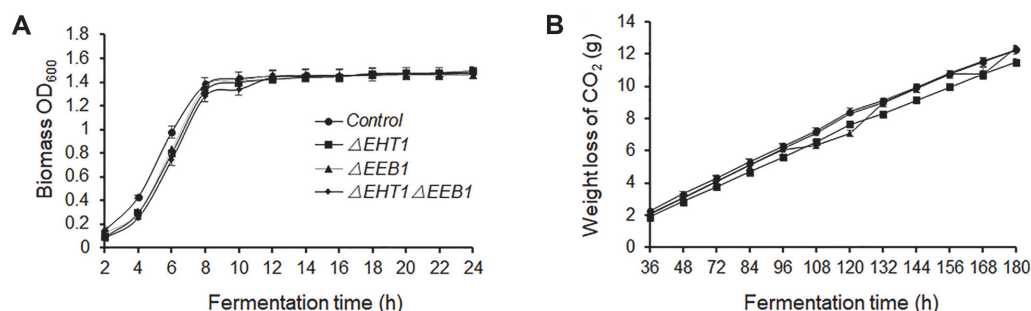 A
Biomass OD600
1.8
1.6
1.4
1.2
1
0.8
0.6
0.4
0.2
0
2 4 6 8 10 12 14 16 18 20 22 24
Fermentation time (h)
Control
ΔEHT1
ΔEEB1
ΔEHT1ΔEEB1
B
Weight loss of CO2 (g)
14
12
10
8
6
4
2
0
36 48 72 84 96 108 120 132 144 156 168 180
Fermentation time (h)